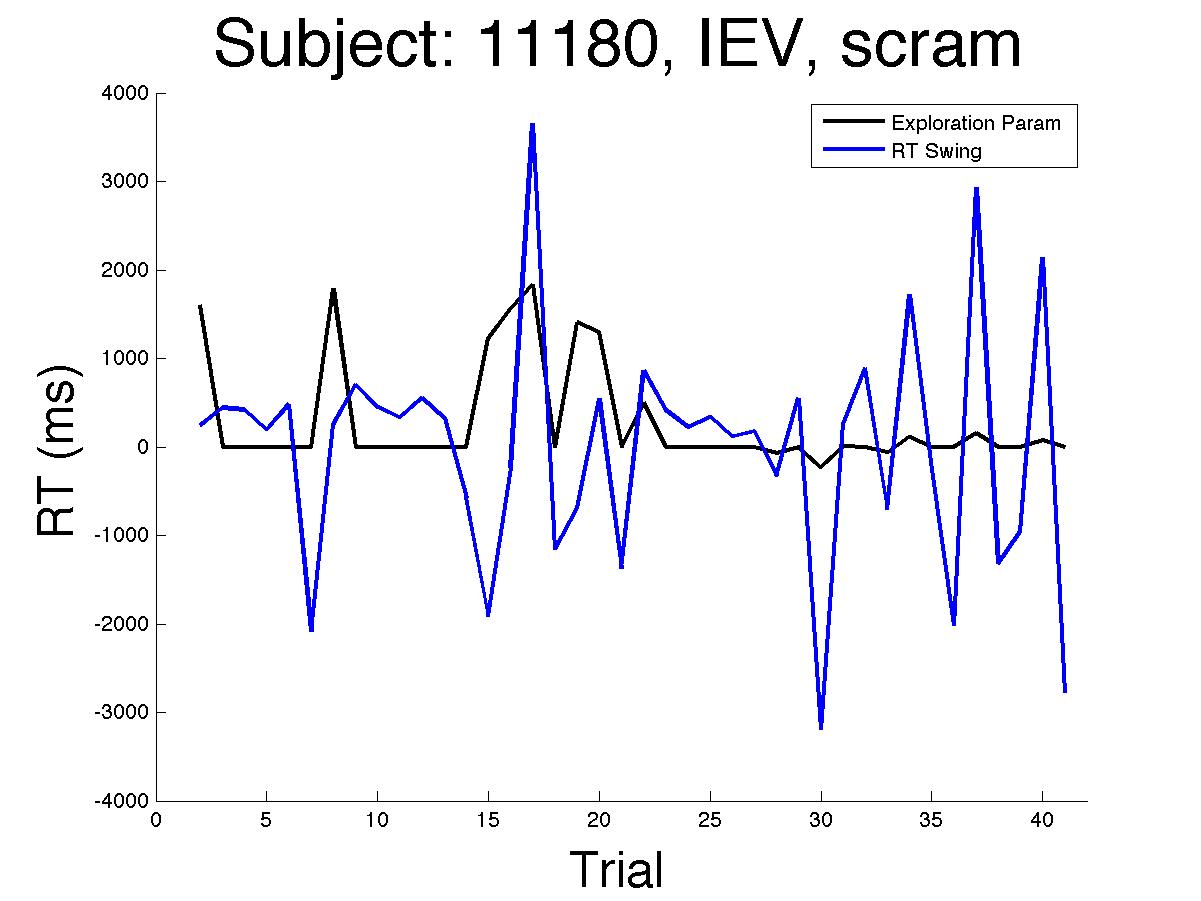 Subject: 11180, IEV, scram
Exploration Param
RT Swing
4000
3000
2000
1000
0
-1000
-2000
-3000
-4000
RT (ms)
0 5 10 15 20 25 30 35 40
Trial